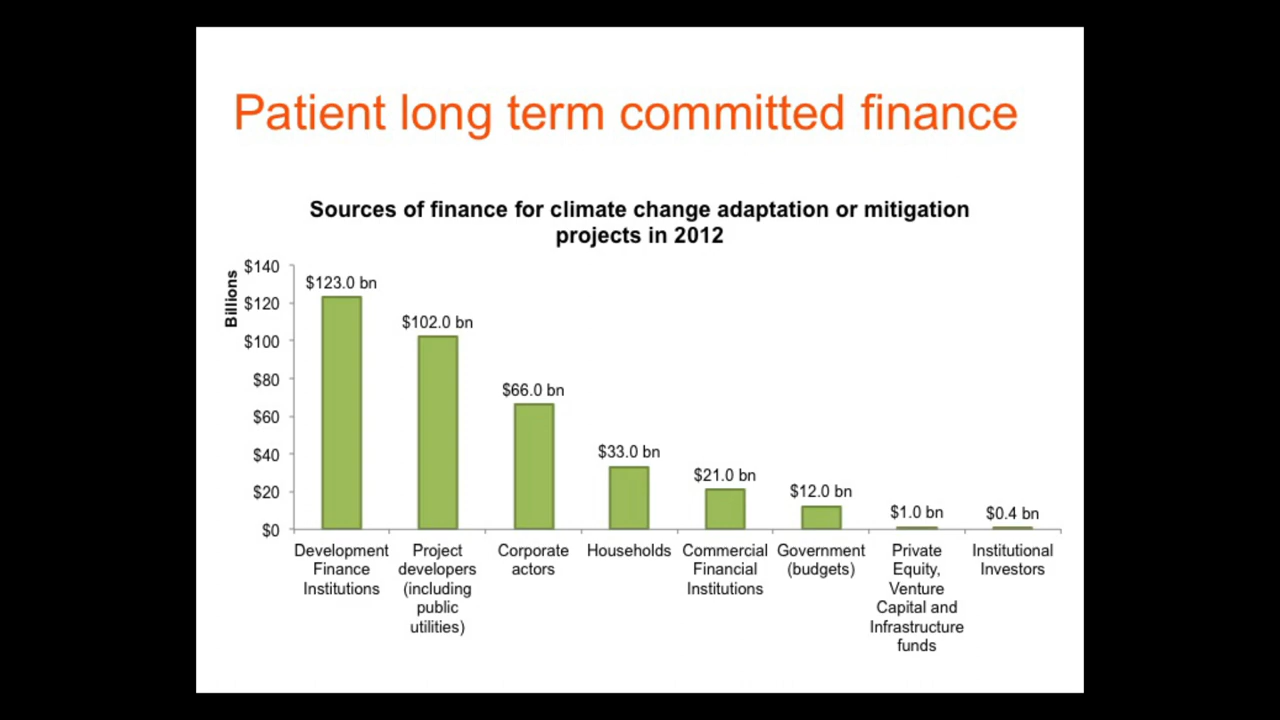 Patient long term committed finance
Sources of finance for climate change adaptation or mitigation
projects in 2012
Billions
$140
$120
$100
$80
$60
$40
$20
$0
$123.0 bn
$102.0 bn
$66.0 bn
$33.0 bn
$21.0 bn
$12.0 bn
$1.0 bn
$0.4 bn
Development
Finance
Institutions
Project
developers
(including
public
utilities)
Corporate
actors
Households
Commercial
Financial
Institutions
Government
(budgets)
Private
Equity,
Venture
Capital and
Infrastructure
funds
Institutional
Investors